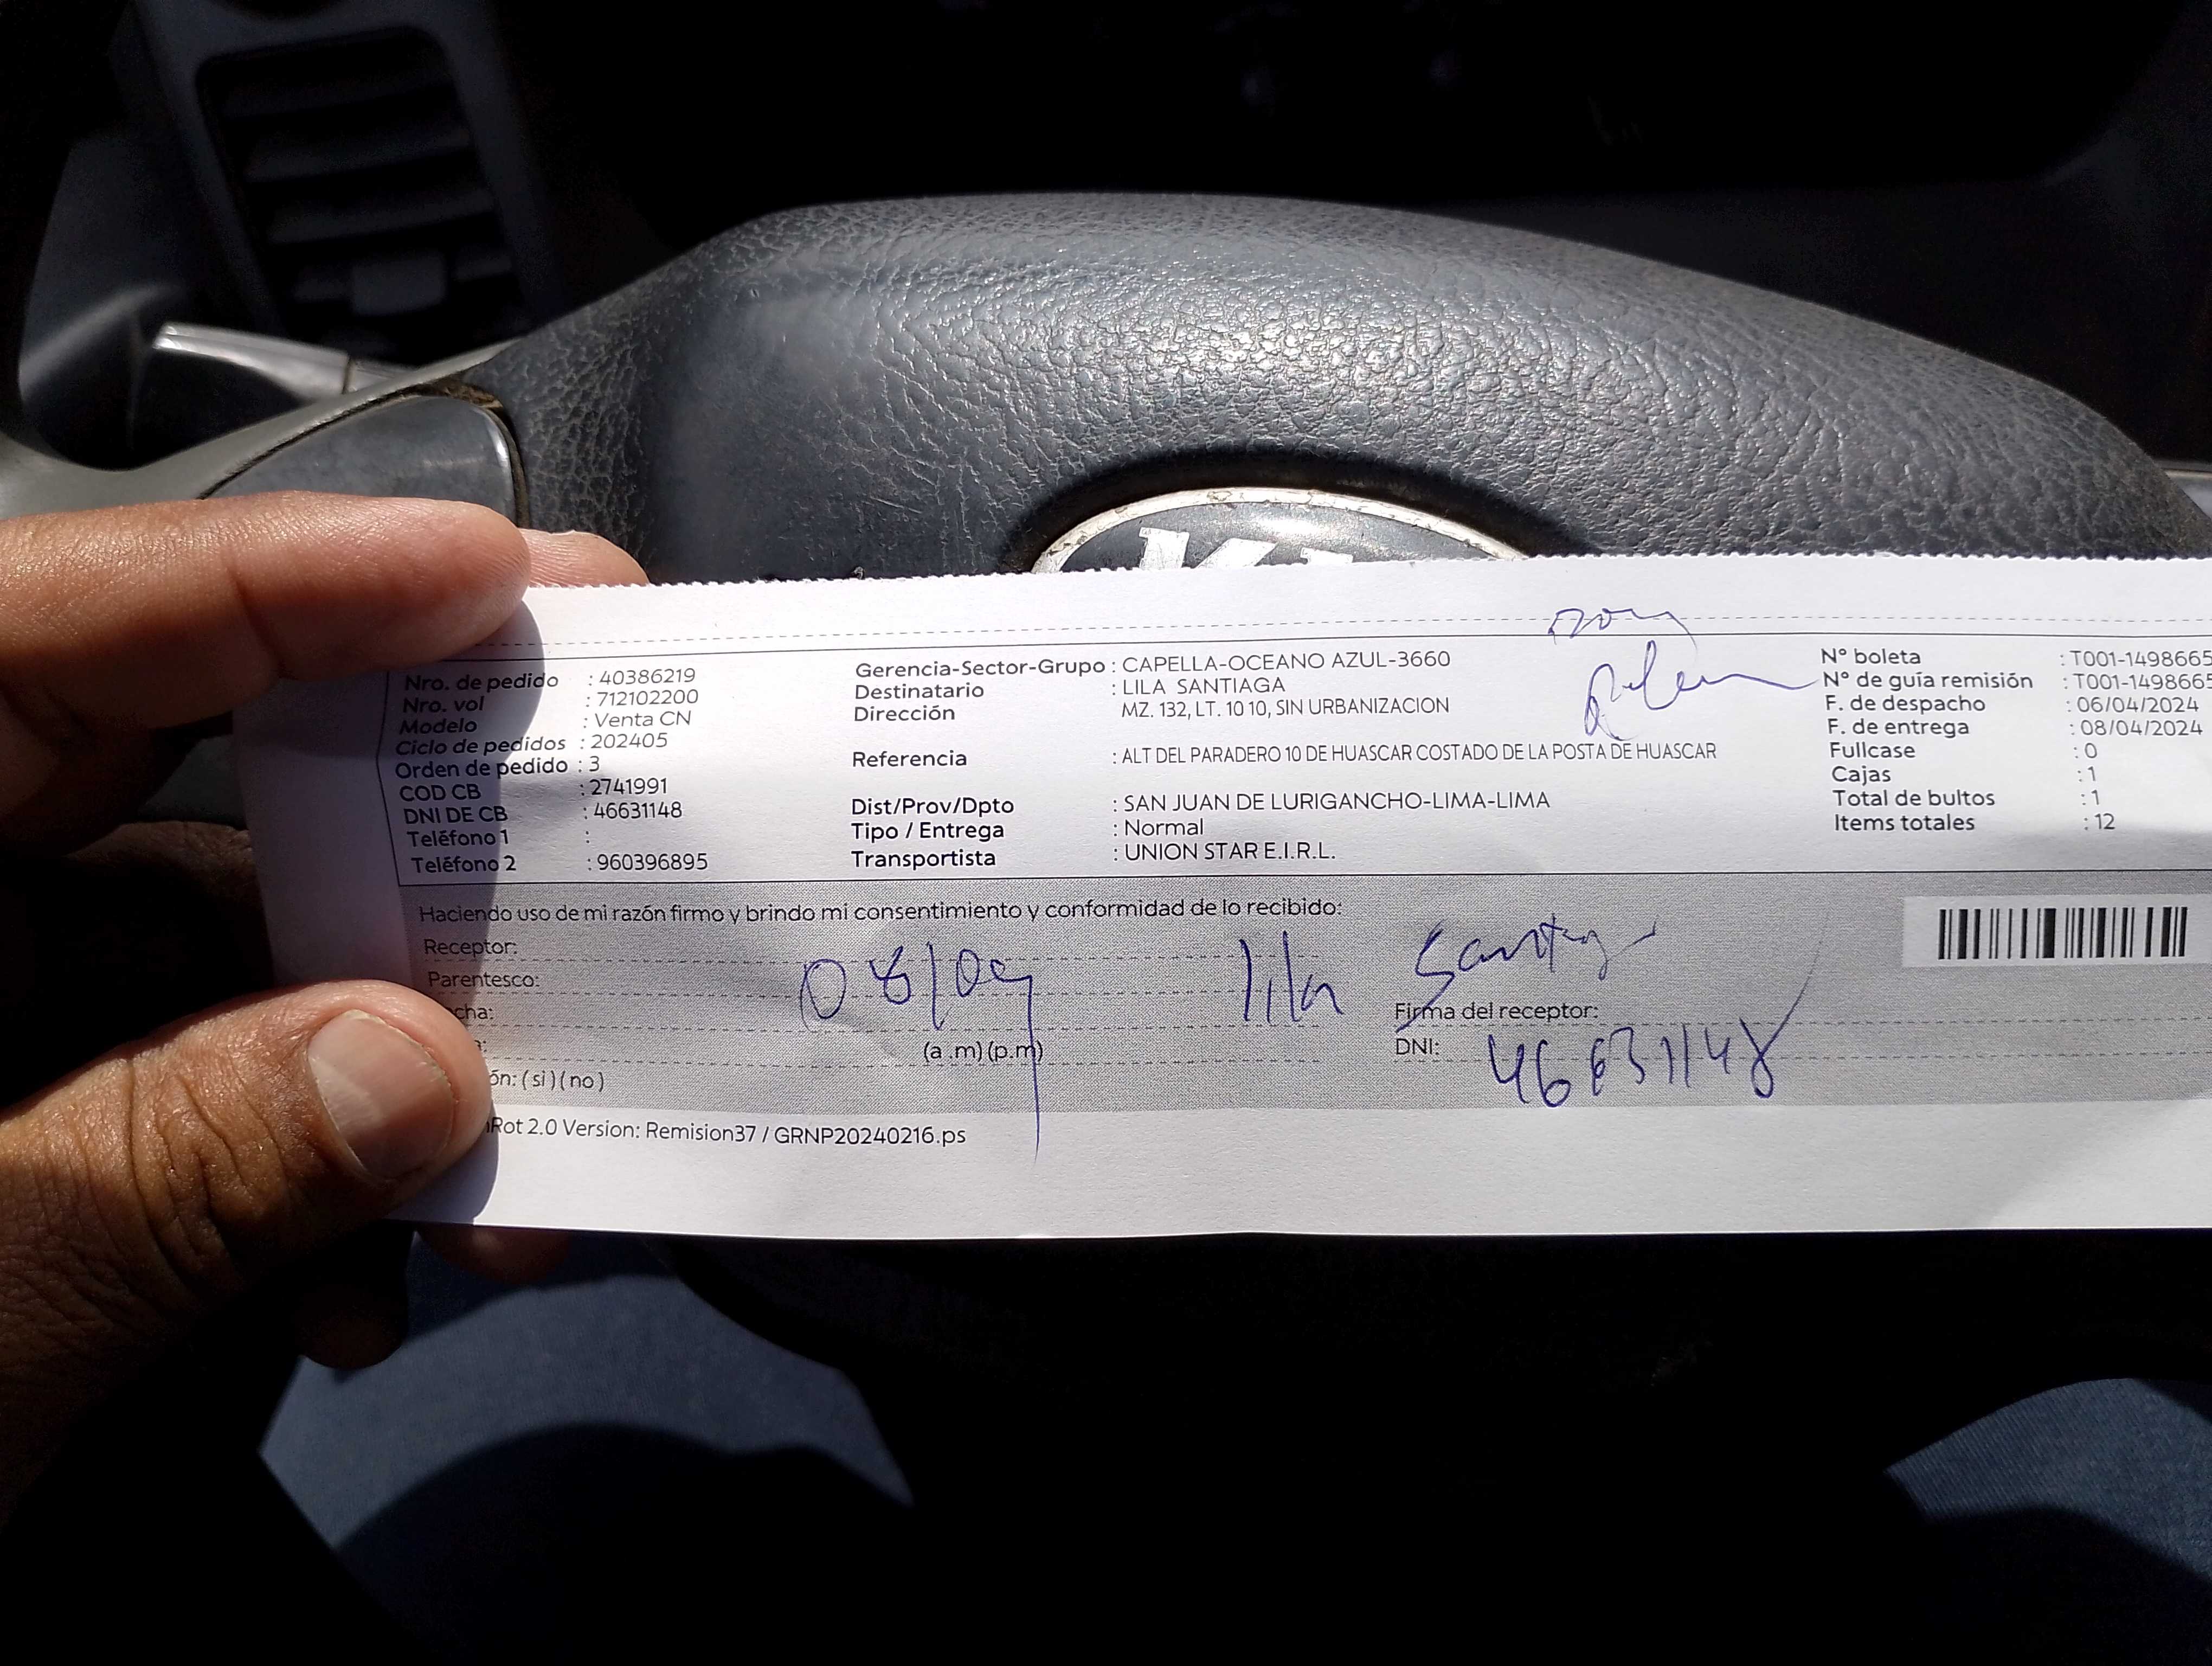 Nro. de pedido : 40386219
Nro. vol : 712102200
Modelo : Venta CN
Ciclo de pedidos : 202405
Orden de pedido : 3
COD CB : 2741991
DNI DE CB : 46631148
Teléfono 1 :
Teléfono 2 : 960396895
Gerencia-Sector-Grupo : CAPELLA-OCEANO AZUL-3660
Destinatario : LILA SANTIAGA
Dirección MZ. 132, LT. 10 10, SIN URBANIZACION
Referencia : ALT DEL PARADERO 10 DE HUASCAR COSTADO DE LA POSTA DE HUASCAR
Dist/Prov/Dpto : SAN JUAN DE LURIGANCHO-LIMA-LIMA
Tipo / Entrega : Normal
Transportista : UNION STAR E.I.R.L.
N° boleta : T001-1498665
N° de guía remisión : T001-1498665
F. de despacho : 06/04/2024
F. de entrega : 08/04/2024
Fullcase : 0
Cajas : 1
Total de bultos : 1
Items totales : 12
Haciendo uso de mi razón firmo y brindo mi consentimiento y conformidad de lo recibido:
Receptor:
Parentesco:
08/04 lila
cha:
(a .m) (p.m)
ón: ( si ) ( no )
Firma del receptor:
DNI: 46631148
Rot 2.0 Version: Remision37 / GRNP20240216.ps